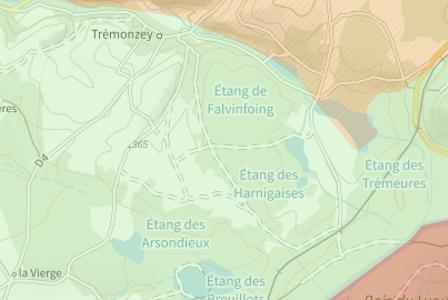 Trémonzey
Étang de
Falvinfoing
365
D4
Étang des
Harnigaises
Étang des
Trémeures
Étang des
Arsondieux
la Vierge
Étang des
Brouillots